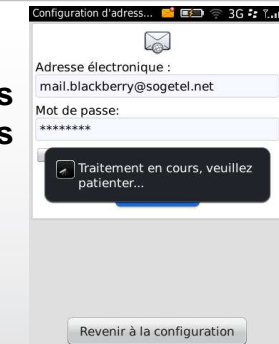 Configuration d'adress... 3G
Adresse électronique :
mail.blackberry@sogetel.net
Mot de passe:
********
Traitement en cours, veuillez
patienter...
Revenir à la configuration
s
s